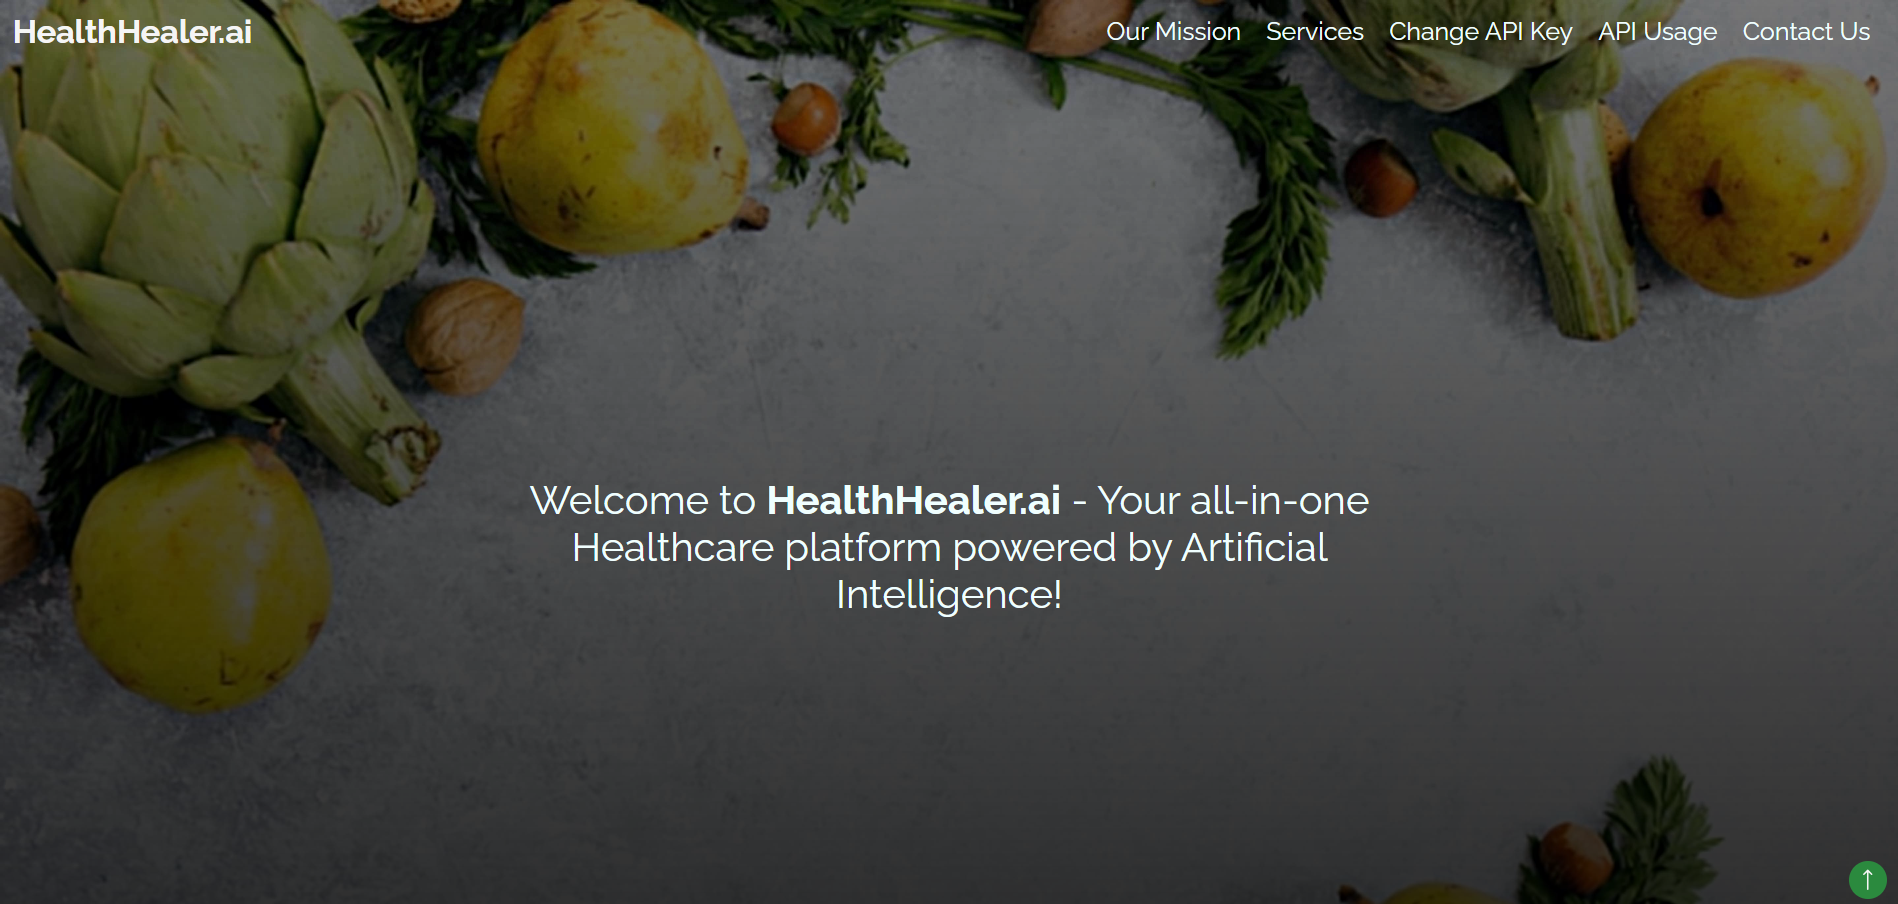 HealthHealer.ai
Our Mission Services Change API Key API Usage Contact Us
Welcome to HealthHealer.ai - Your all-in-one
Healthcare platform powered by Artificial
Intelligence!